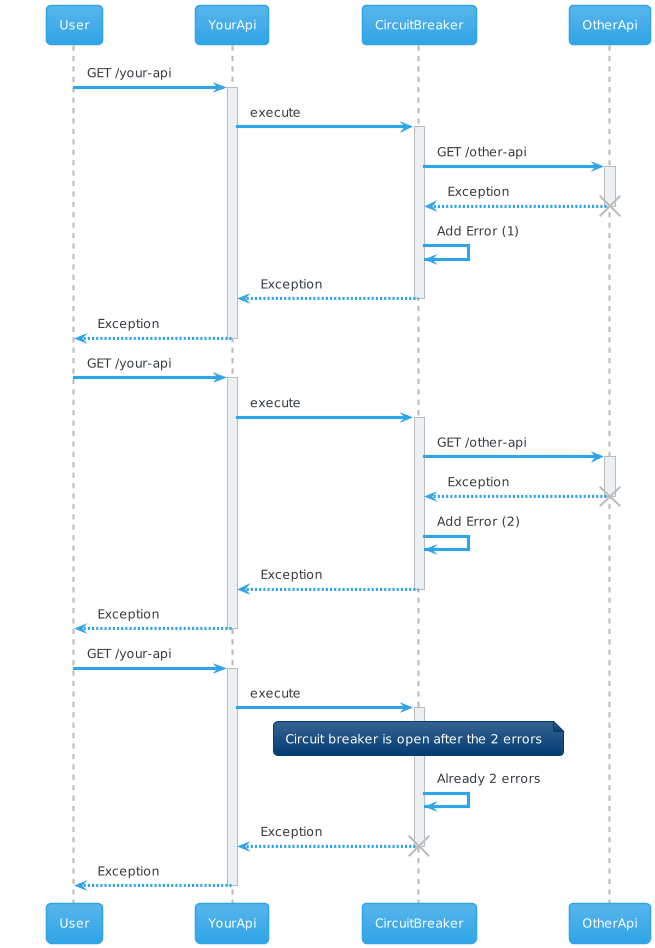 User YourApi CircuitBreaker OtherApi
GET /your-api
execute
GET /other-api
Exception
Add Error (1)
Exception
Exception
GET /your-api
execute
GET /other-api
Exception
Add Error (2)
Exception
Exception
GET /your-api
execute
Circuit breaker is open after the 2 errors
Already 2 errors
Exception
Exception
User YourApi CircuitBreaker OtherApi